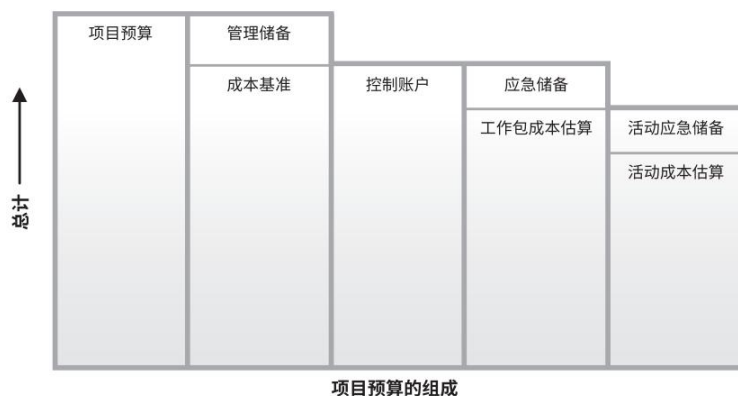 项目预算
管理储备
成本基准
控制账户
应急储备
工作包成本估算
活动应急储备
活动成本估算
总计
项目预算的组成